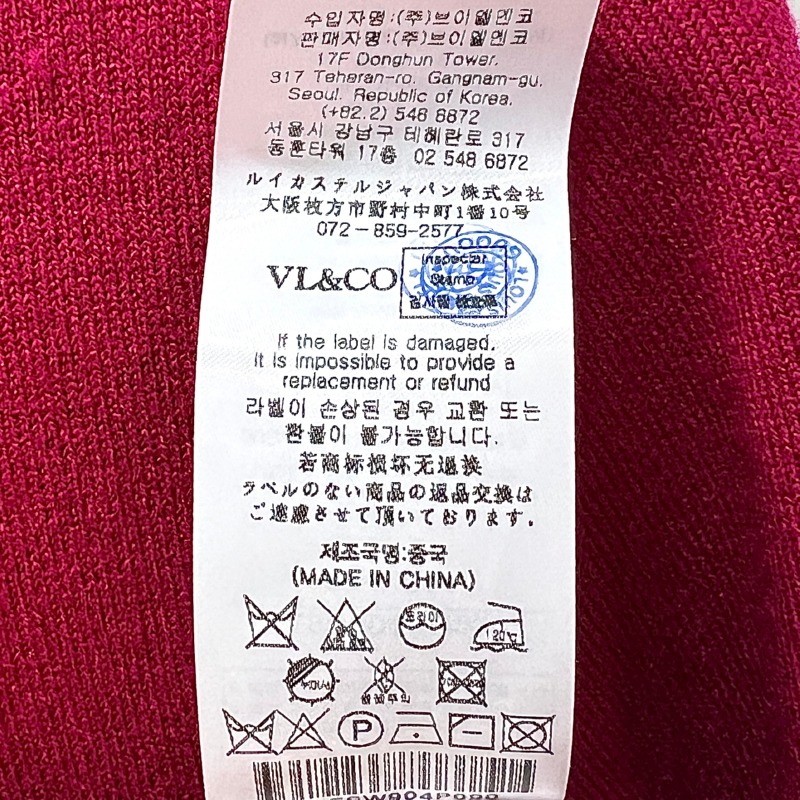 수입자명:(주)브이엘엔코
판매자명:(주)브이엘엔코
17F Donghun Tower,
317 Teheran-ro, Gangnam-gu,
Seoul, Republic of Korea,
(+82.2) 548 6872
서울시 강남구 테헤란로 317
동훈타워 17층 02 548 6872
ルイカステルジャパン株式会社
大阪枚方市野村中町1番10号
072-859-2577
VL&CO
Inspector
Stamp
If the label is damaged,
it is impossible to provide a
replacement or refund
라벨이 손상된 경우 교환 또는
환불이 불가능합니다.
若商标损坏无退换
ラベルのない商品の返品交換は
ご遠慮させて頂いております.
제조국명:중국
(MADE IN CHINA)
드라이
120℃
P